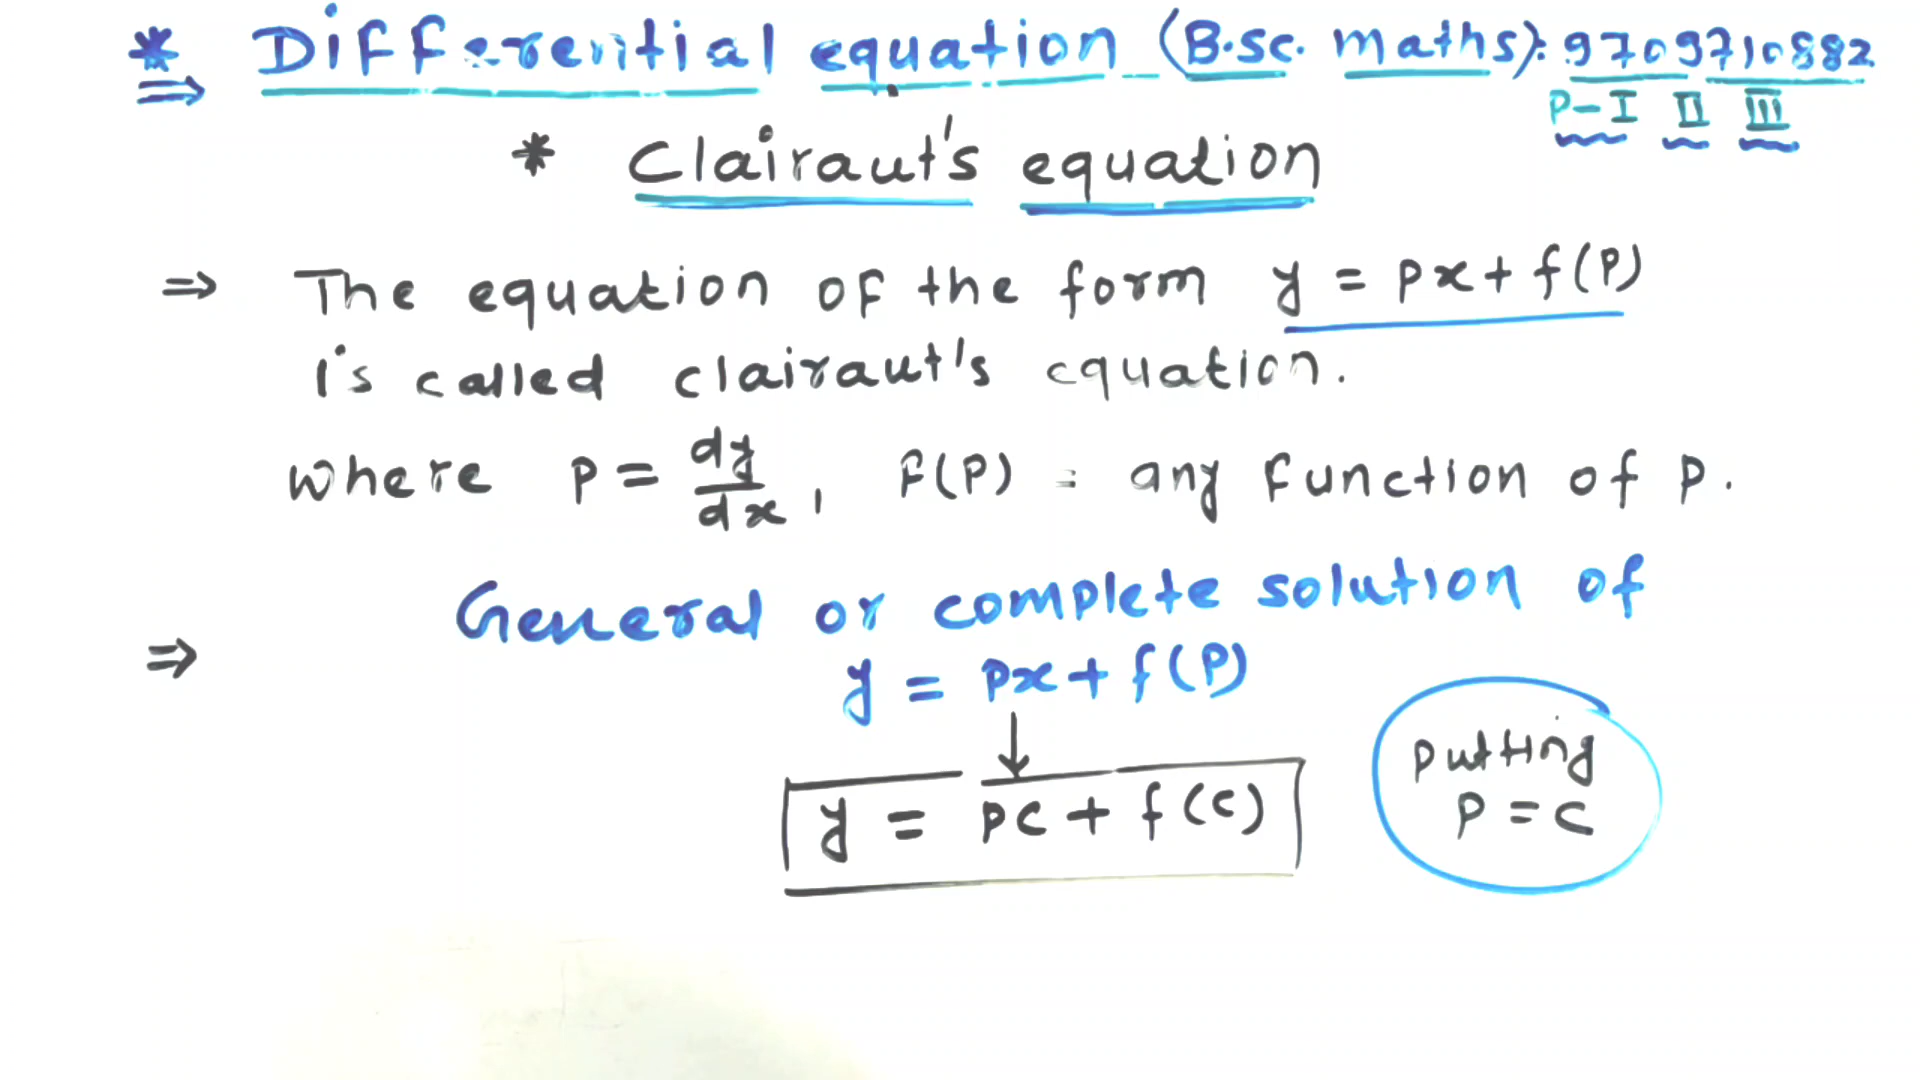 * Differential equation (B.sc. maths): 9709710882
P-I II III
* Clairaut's equation
⇒ The equation of the form y = px + f(P)
is called clairaut's equation.
where P = dy/dx, F(P) = any function of P.
⇒ General or complete solution of
y = px + f(P)
↓
y = pc + f(c)
putting
P = c